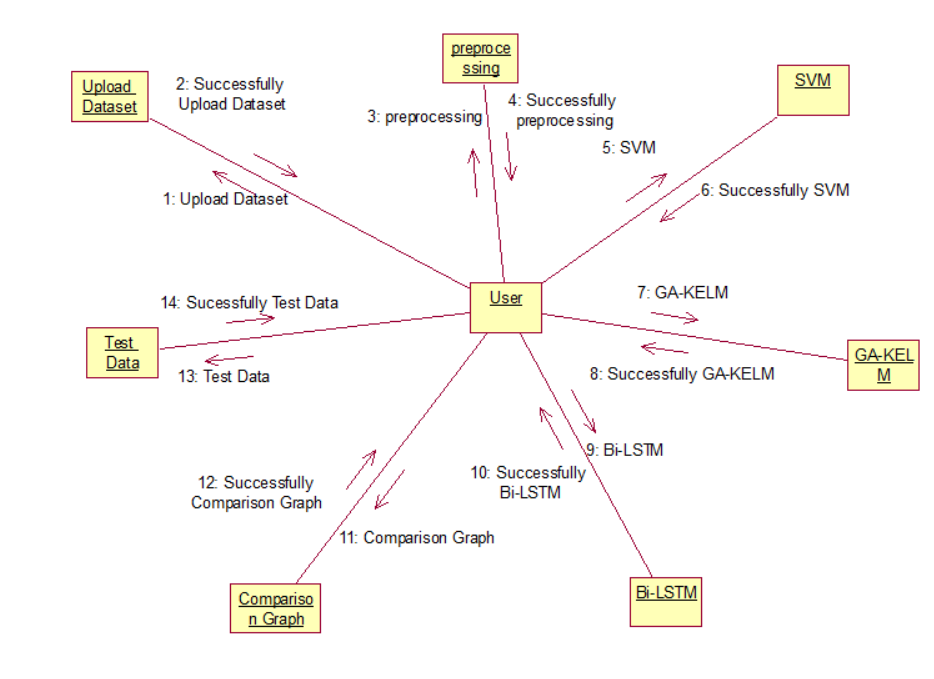 preproce
ssing
Upload
Dataset
2: Successfully
Upload Dataset
3: preprocessing
4: Successfully
preprocessing
SVM
5: SVM
6: Successfully SVM
1: Upload Dataset
User
7: GA-KELM
14: Sucessfully Test Data
Test
Data
13: Test Data
GA-KEL
M
8: Successfully GA-KELM
9: Bi-LSTM
10: Successfully
Bi-LSTM
12: Successfully
Comparison Graph
11: Comparison Graph
Compariso
n Graph
Bi-LSTM